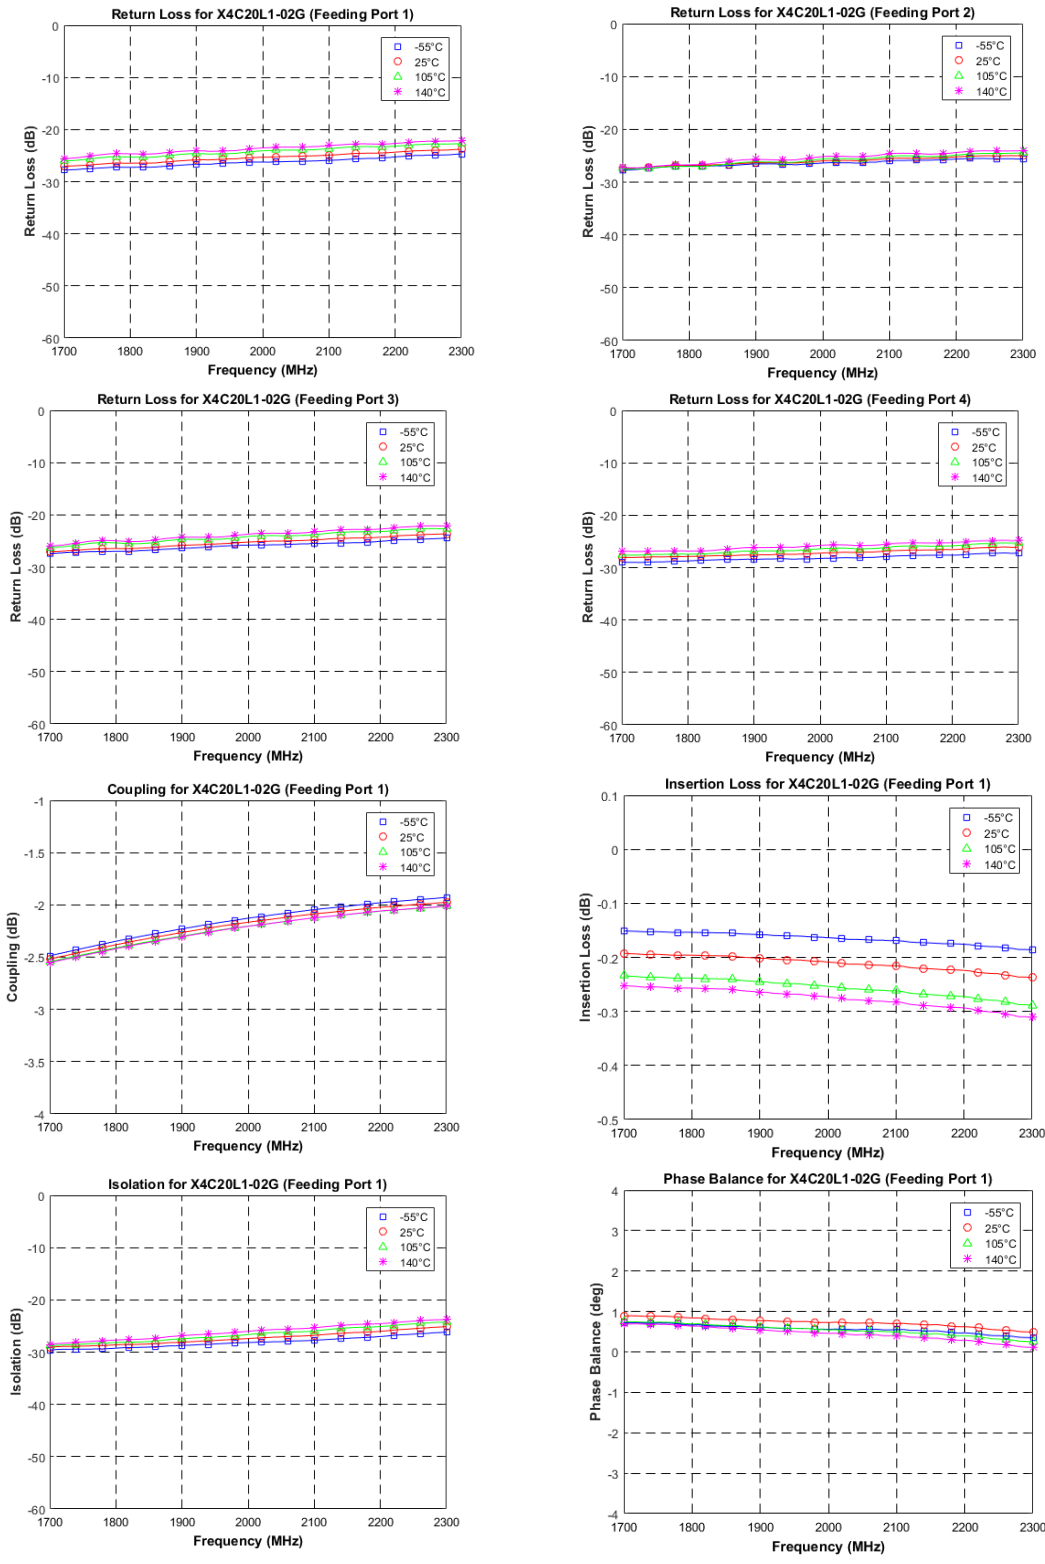 Return Loss for X4C20L1-02G (Feeding Port 1)
0
-10
-20
-30
-40
-50
-60
Return Loss (dB)
-55°C
25°C
105°C
140°C
1700 1800 1900 2000 2100 2200 2300
Frequency (MHz)
Return Loss for X4C20L1-02G (Feeding Port 2)
0
-10
-20
-30
-40
-50
-60
Return Loss (dB)
-55°C
25°C
105°C
140°C
1700 1800 1900 2000 2100 2200 2300
Frequency (MHz)
Return Loss for X4C20L1-02G (Feeding Port 3)
0
-10
-20
-30
-40
-50
-60
Return Loss (dB)
-55°C
25°C
105°C
140°C
1700 1800 1900 2000 2100 2200 2300
Frequency (MHz)
Return Loss for X4C20L1-02G (Feeding Port 4)
0
-10
-20
-30
-40
-50
-60
Return Loss (dB)
-55°C
25°C
105°C
140°C
1700 1800 1900 2000 2100 2200 2300
Frequency (MHz)
Coupling for X4C20L1-02G (Feeding Port 1)
-1
-1.5
-2
-2.5
-3
-3.5
-4
Coupling (dB)
-55°C
25°C
105°C
140°C
1700 1800 1900 2000 2100 2200 2300
Frequency (MHz)
Insertion Loss for X4C20L1-02G (Feeding Port 1)
0.1
0
-0.1
-0.2
-0.3
-0.4
-0.5
Insertion Loss (dB)
-55°C
25°C
105°C
140°C
1700 1800 1900 2000 2100 2200 2300
Frequency (MHz)
Isolation for X4C20L1-02G (Feeding Port 1)
0
-10
-20
-30
-40
-50
-60
Isolation (dB)
-55°C
25°C
105°C
140°C
1700 1800 1900 2000 2100 2200 2300
Frequency (MHz)
Phase Balance for X4C20L1-02G (Feeding Port 1)
4
3
2
1
0
-1
-2
-3
-4
Phase Balance (deg)
-55°C
25°C
105°C
140°C
1700 1800 1900 2000 2100 2200 2300
Frequency (MHz)